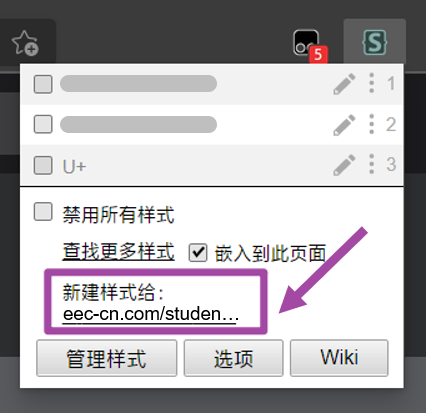 S
5
1
2
U+ 3
禁用所有样式
查找更多样式 嵌入到此页面
新建样式给：
eec-cn.com/studen…
管理样式 选项 Wiki